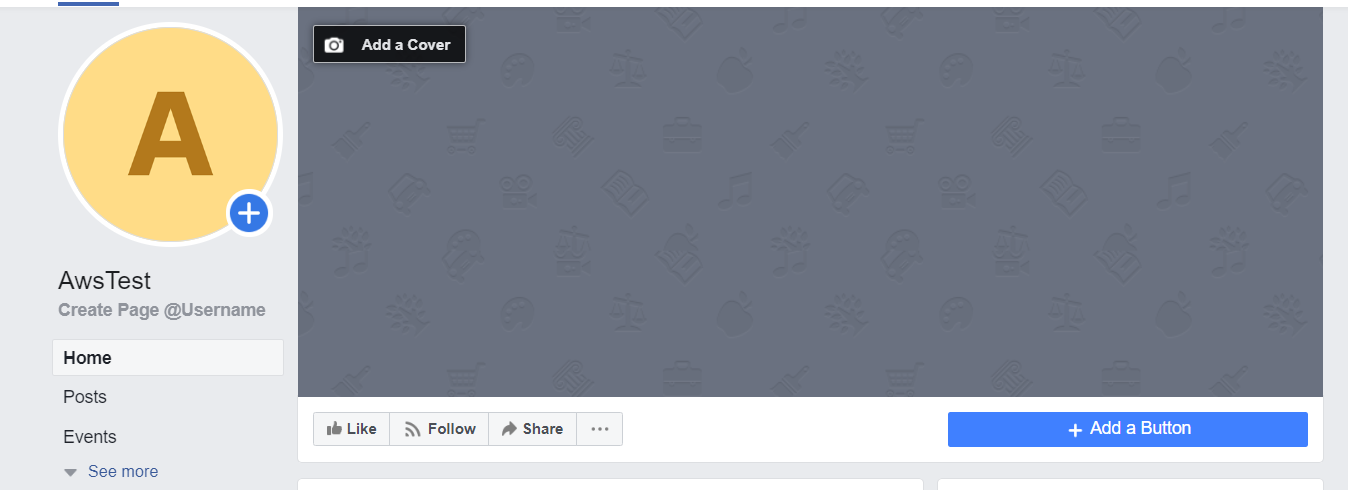 Add a Cover
A
AwsTest
Create Page @Username
Home
Posts
Events
See more
Like
Follow
Share
Add a Button